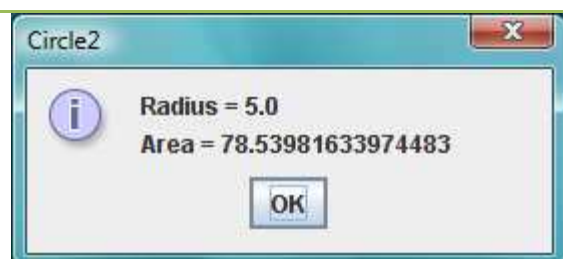 Circle2
Radius = 5.0
Area = 78.53981633974483
OK